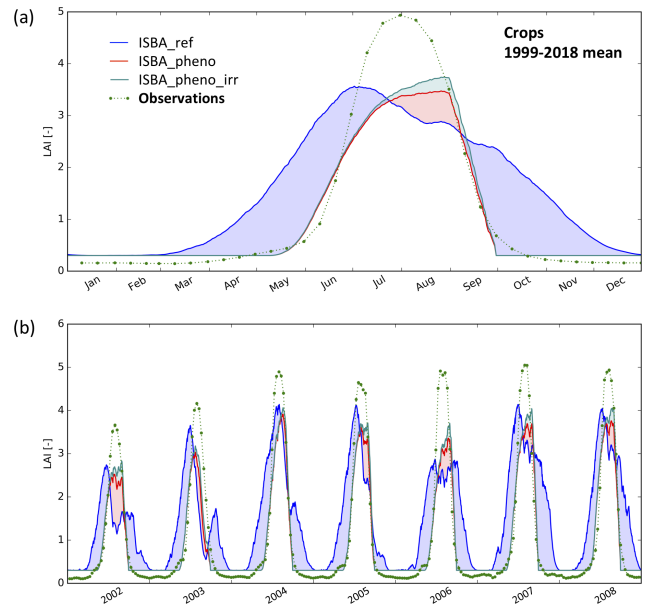 (a)
5
4
3
2
1
0
LAI [-]
ISBA_ref
ISBA_pheno
ISBA_pheno_irr
Observations
Crops
1999-2018 mean
Jan Feb Mar Apr May Jun Jul Aug Sep Oct Nov Dec
(b)
6
5
4
3
2
1
0
LAI [-]
2002 2003 2004 2005 2006 2007 2008